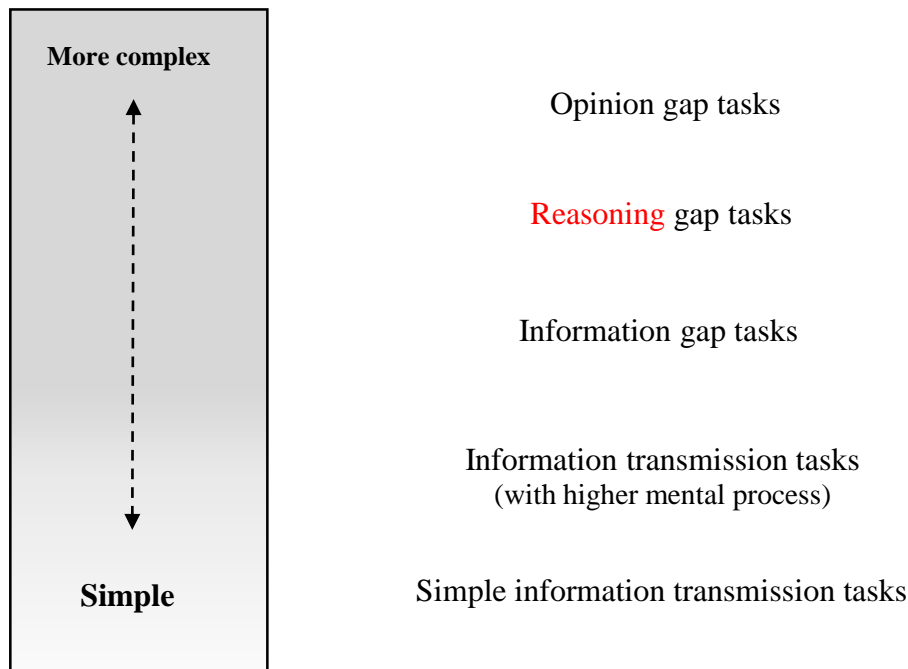 More complex
Opinion gap tasks
Reasoning gap tasks
Information gap tasks
Information transmission tasks
(with higher mental process)
Simple
Simple information transmission tasks